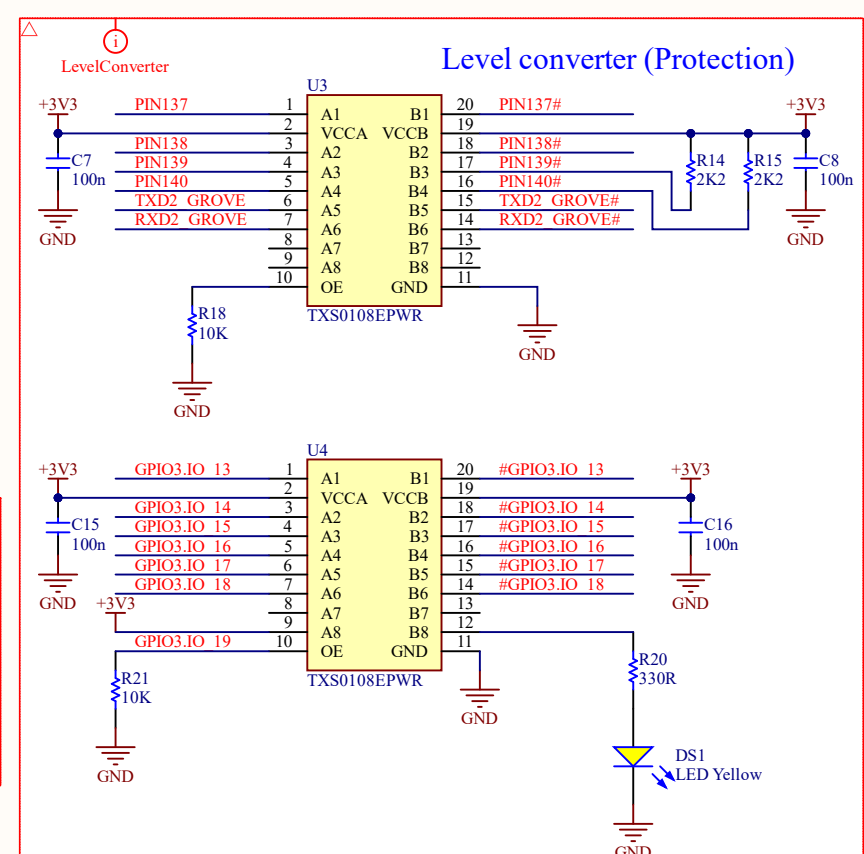 i
LevelConverter
Level converter (Protection)
U3
+3V3
PIN137
1
A1
B1
20
PIN137#
+3V3
2
VCCA
VCCB
19
PIN138
3
A2
B2
18
PIN138#
C7
100n
PIN139
4
A3
B3
17
PIN139#
R14
2K2
R15
2K2
C8
100n
PIN140
5
A4
B4
16
PIN140#
TXD2_GROVE
6
A5
B5
15
TXD2_GROVE#
RXD2_GROVE
7
A6
B6
14
RXD2_GROVE#
GND
8
A7
B7
13
GND
9
A8
B8
12
10
OE
GND
11
R18
10K
TXS0108EPWR
GND
GND
U4
+3V3
GPIO3.IO_13
1
A1
B1
20
#GPIO3.IO_13
+3V3
2
VCCA
VCCB
19
GPIO3.IO_14
3
A2
B2
18
#GPIO3.IO_14
C15
100n
GPIO3.IO_15
4
A3
B3
17
#GPIO3.IO_15
C16
100n
GPIO3.IO_16
5
A4
B4
16
#GPIO3.IO_16
GPIO3.IO_17
6
A5
B5
15
#GPIO3.IO_17
GPIO3.IO_18
7
A6
B6
14
#GPIO3.IO_18
GND
+3V3
8
A7
B7
13
GND
9
A8
B8
12
GPIO3.IO_19
10
OE
GND
11
R21
10K
TXS0108EPWR
R20
330R
GND
GND
DS1
LED Yellow
GND